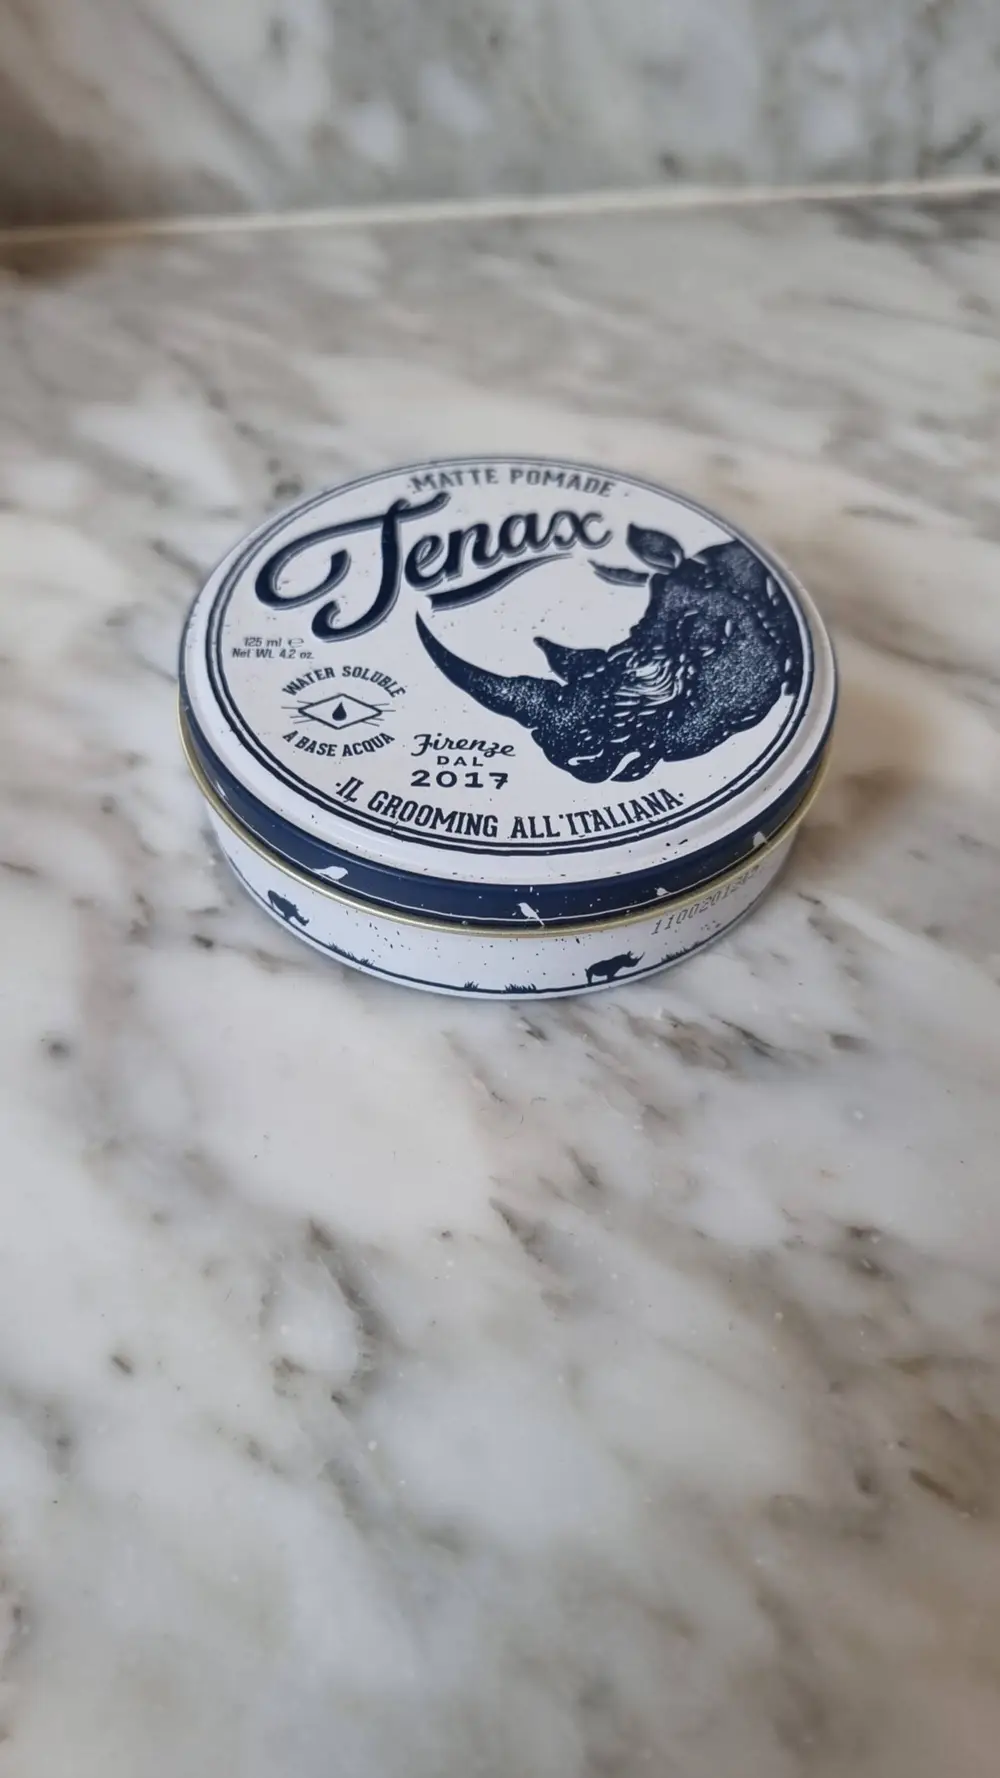 ·MATTE POMADE·
Tenax
125 ml ℮
Net Wt. 4.2 oz.
WATER SOLUBLE
A BASE ACQUA
Firenze
DAL
2017
·IL GROOMING ALL'ITALIANA·